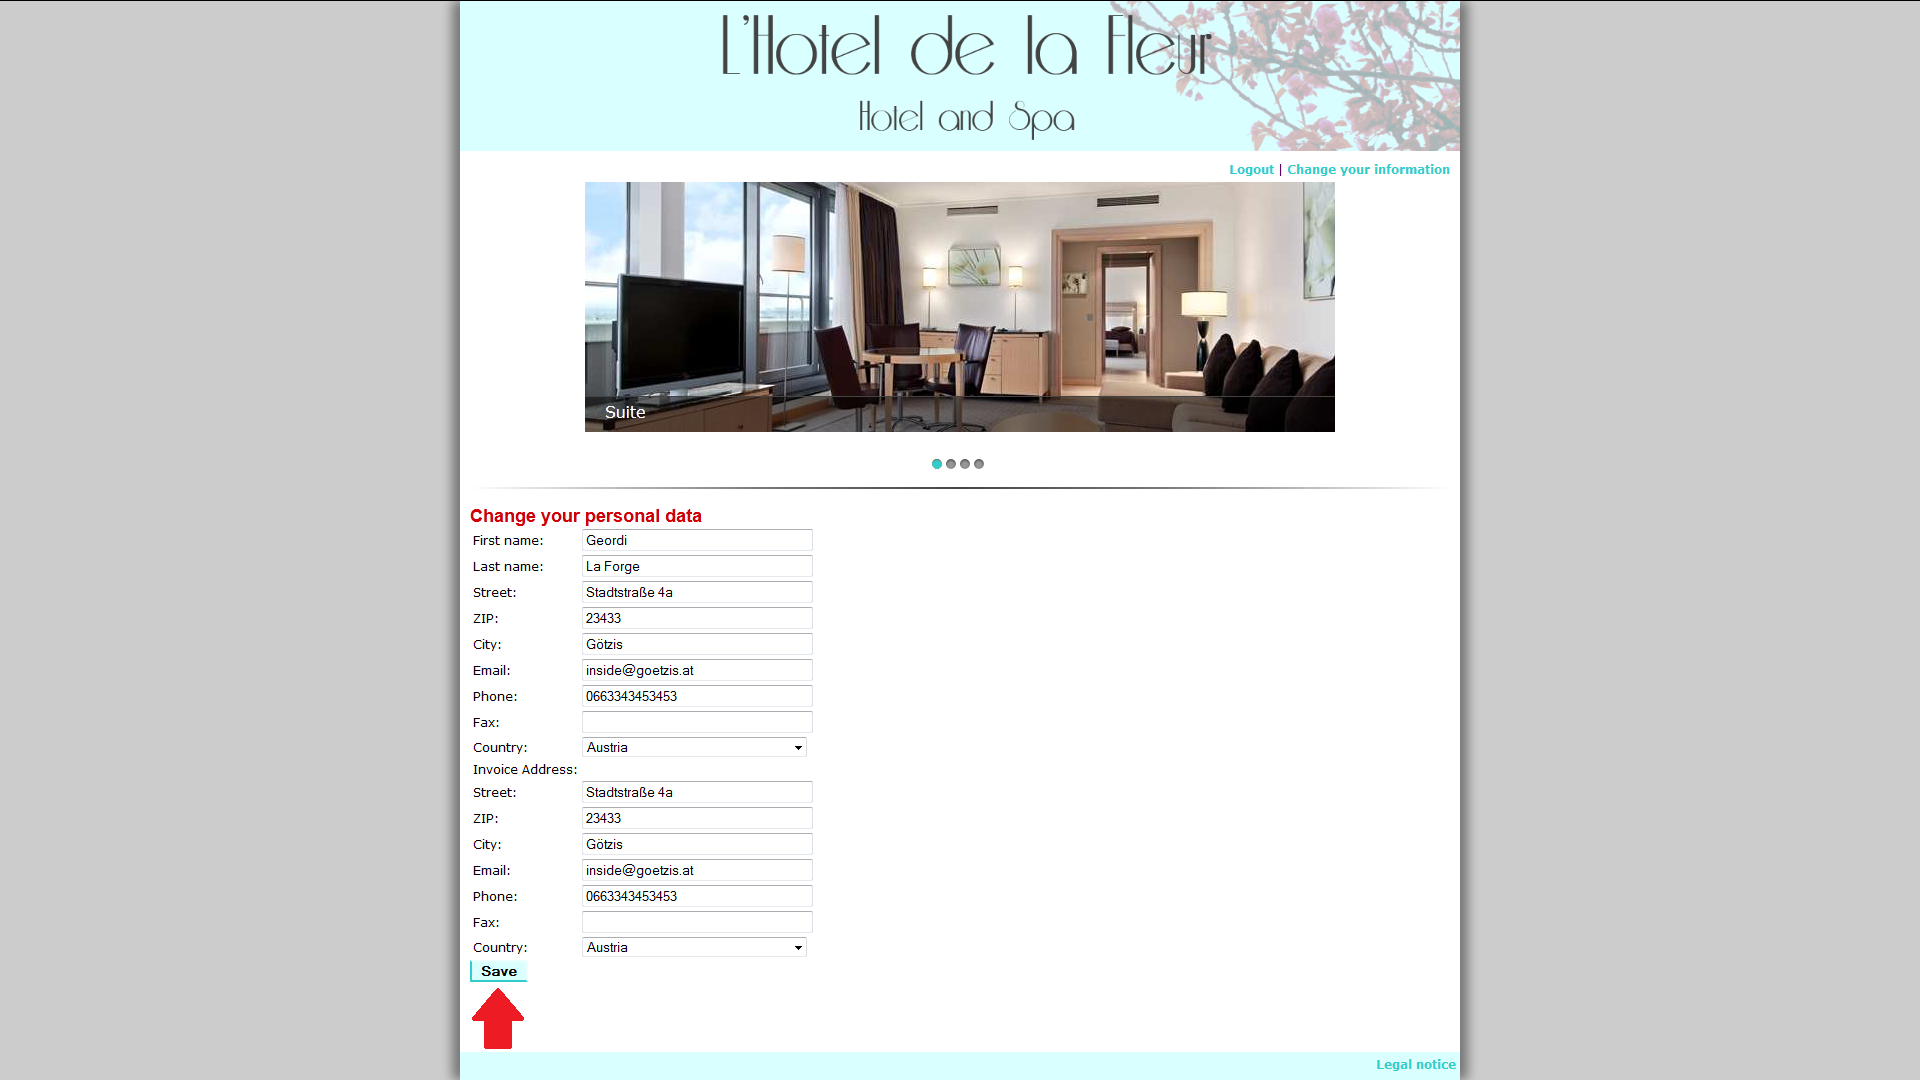 L'Hotel de la Fleur
Hotel and Spa
Logout | Change your information
Suite
Change your personal data
First name: Geordi
Last name: La Forge
Street: Stadtstraße 4a
ZIP: 23433
City: Götzis
Email: inside@goetzis.at
Phone: 0663343453453
Fax:
Country: Austria
Invoice Address:
Street: Stadtstraße 4a
ZIP: 23433
City: Götzis
Email: inside@goetzis.at
Phone: 0663343453453
Fax:
Country: Austria
Save
Legal notice